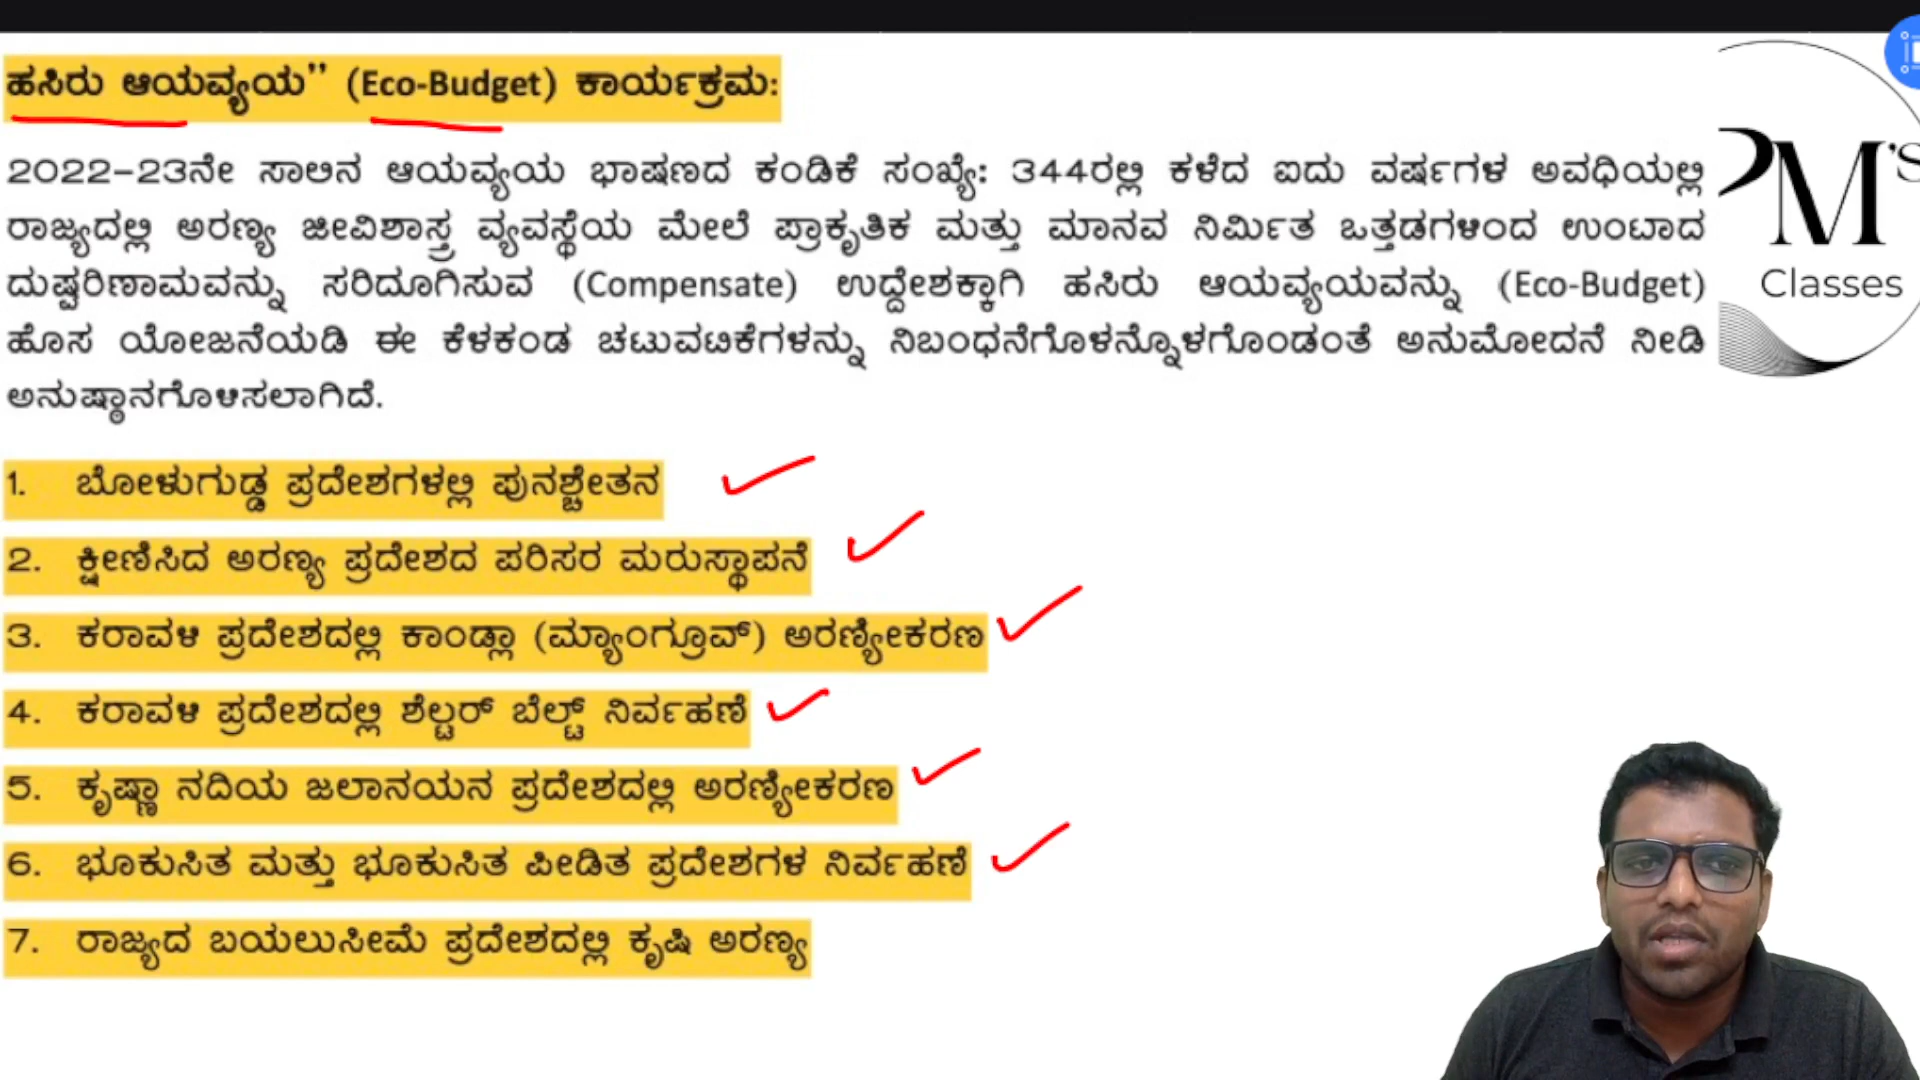 ಹಸಿರು ಆಯವ್ಯಯ” (Eco-Budget) ಕಾರ್ಯಕ್ರಮ:
2022-23ನೇ ಸಾಲಿನ ಆಯವ್ಯಯ ಭಾಷಣದ ಕಂಡಿಕೆ ಸಂಖ್ಯೆ: 344ರಲ್ಲಿ ಕಳೆದ ಐದು ವರ್ಷಗಳ ಅವಧಿಯಲ್ಲಿ
ರಾಜ್ಯದಲ್ಲಿ ಅರಣ್ಯ ಜೀವಿಶಾಸ್ತ್ರ ವ್ಯವಸ್ಥೆಯ ಮೇಲೆ ಪ್ರಾಕೃತಿಕ ಮತ್ತು ಮಾನವ ನಿರ್ಮಿತ ಒತ್ತಡಗಳಿಂದ ಉಂಟಾದ
ದುಷ್ಪರಿಣಾಮವನ್ನು ಸರಿದೂಗಿಸುವ (Compensate) ಉದ್ದೇಶಕ್ಕಾಗಿ ಹಸಿರು ಆಯವ್ಯಯವನ್ನು (Eco-Budget)
ಹೊಸ ಯೋಜನೆಯಡಿ ಈ ಕೆಳಕಂಡ ಚಟುವಟಿಕೆಗಳನ್ನು ನಿಬಂಧನೆಗೊಳನ್ನೊಳಗೊಂಡಂತೆ ಅನುಮೋದನೆ ನೀಡಿ
ಅನುಷ್ಠಾನಗೊಳಿಸಲಾಗಿದೆ.
1. ಬೋಳುಗುಡ್ಡ ಪ್ರದೇಶಗಳಲ್ಲಿ ಪುನಶ್ಚೇತನ
2. ಕ್ಷೀಣಿಸಿದ ಅರಣ್ಯ ಪ್ರದೇಶದ ಪರಿಸರ ಮರುಸ್ಥಾಪನೆ
3. ಕರಾವಳಿ ಪ್ರದೇಶದಲ್ಲಿ ಕಾಂಡ್ಲಾ (ಮ್ಯಾಂಗ್ರೂವ್) ಅರಣ್ಯೀಕರಣ
4. ಕರಾವಳಿ ಪ್ರದೇಶದಲ್ಲಿ ಶೆಲ್ಟರ್ ಬೆಲ್ಟ್ ನಿರ್ವಹಣೆ
5. ಕೃಷ್ಣಾ ನದಿಯ ಜಲಾನಯನ ಪ್ರದೇಶದಲ್ಲಿ ಅರಣ್ಯೀಕರಣ
6. ಭೂಕುಸಿತ ಮತ್ತು ಭೂಕುಸಿತ ಪೀಡಿತ ಪ್ರದೇಶಗಳ ನಿರ್ವಹಣೆ
7. ರಾಜ್ಯದ ಬಯಲುಸೀಮೆ ಪ್ರದೇಶದಲ್ಲಿ ಕೃಷಿ ಅರಣ್ಯ
PM'S
Classes